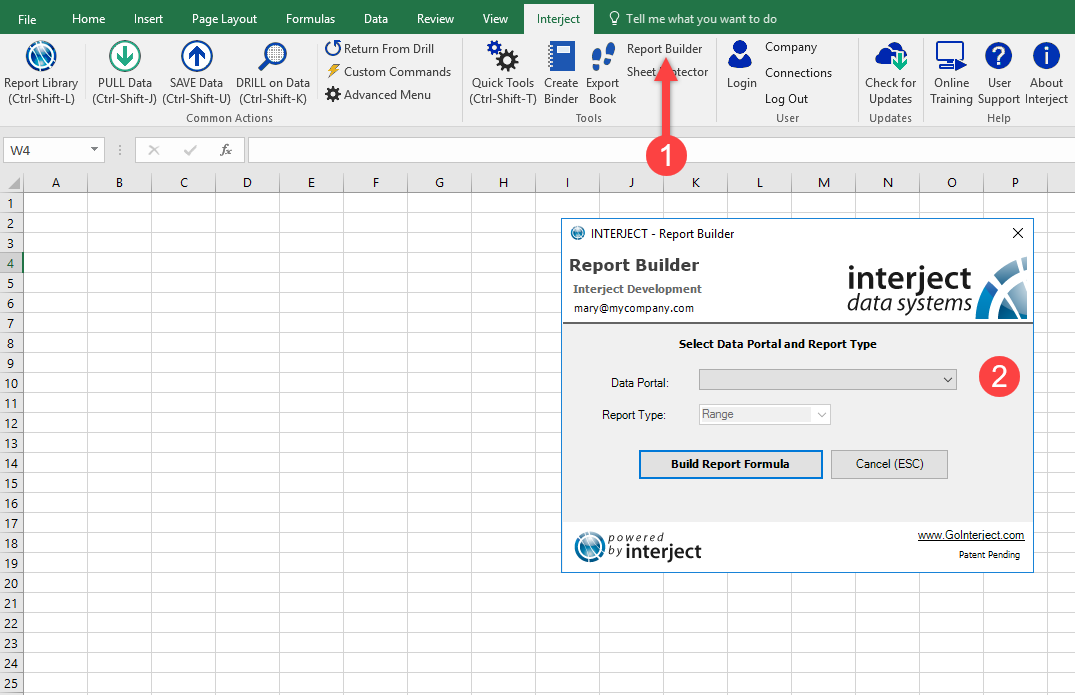 File Home Insert Page Layout Formulas Data Review View Interject Tell me what you want to do
Report Library
(Ctrl-Shift-L)
PULL Data
(Ctrl-Shift-J)
SAVE Data
(Ctrl-Shift-U)
DRILL on Data
(Ctrl-Shift-K)
Return From Drill
Custom Commands
Advanced Menu
Common Actions
Quick Tools
(Ctrl-Shift-T)
Create
Binder
Export
Book
Report Builder
Sheet Protector
Tools
Login
Company
Connections
Log Out
User
Check for
Updates
Updates
Online
Training
User
Support
About
Interject
Help
1
W4
fx
A B C D E F G H I J K L M N O P
1
2
3
4
5
6
7
8
9
10
11
12
13
14
15
16
17
18
19
20
21
22
23
24
25
INTERJECT - Report Builder
Report Builder
Interject Development
mary@mycompany.com
interject
data systems
Select Data Portal and Report Type
Data Portal:
2
Report Type: Range
Build Report Formula Cancel (ESC)
powered
by interject
www.GoInterject.com
Patent Pending